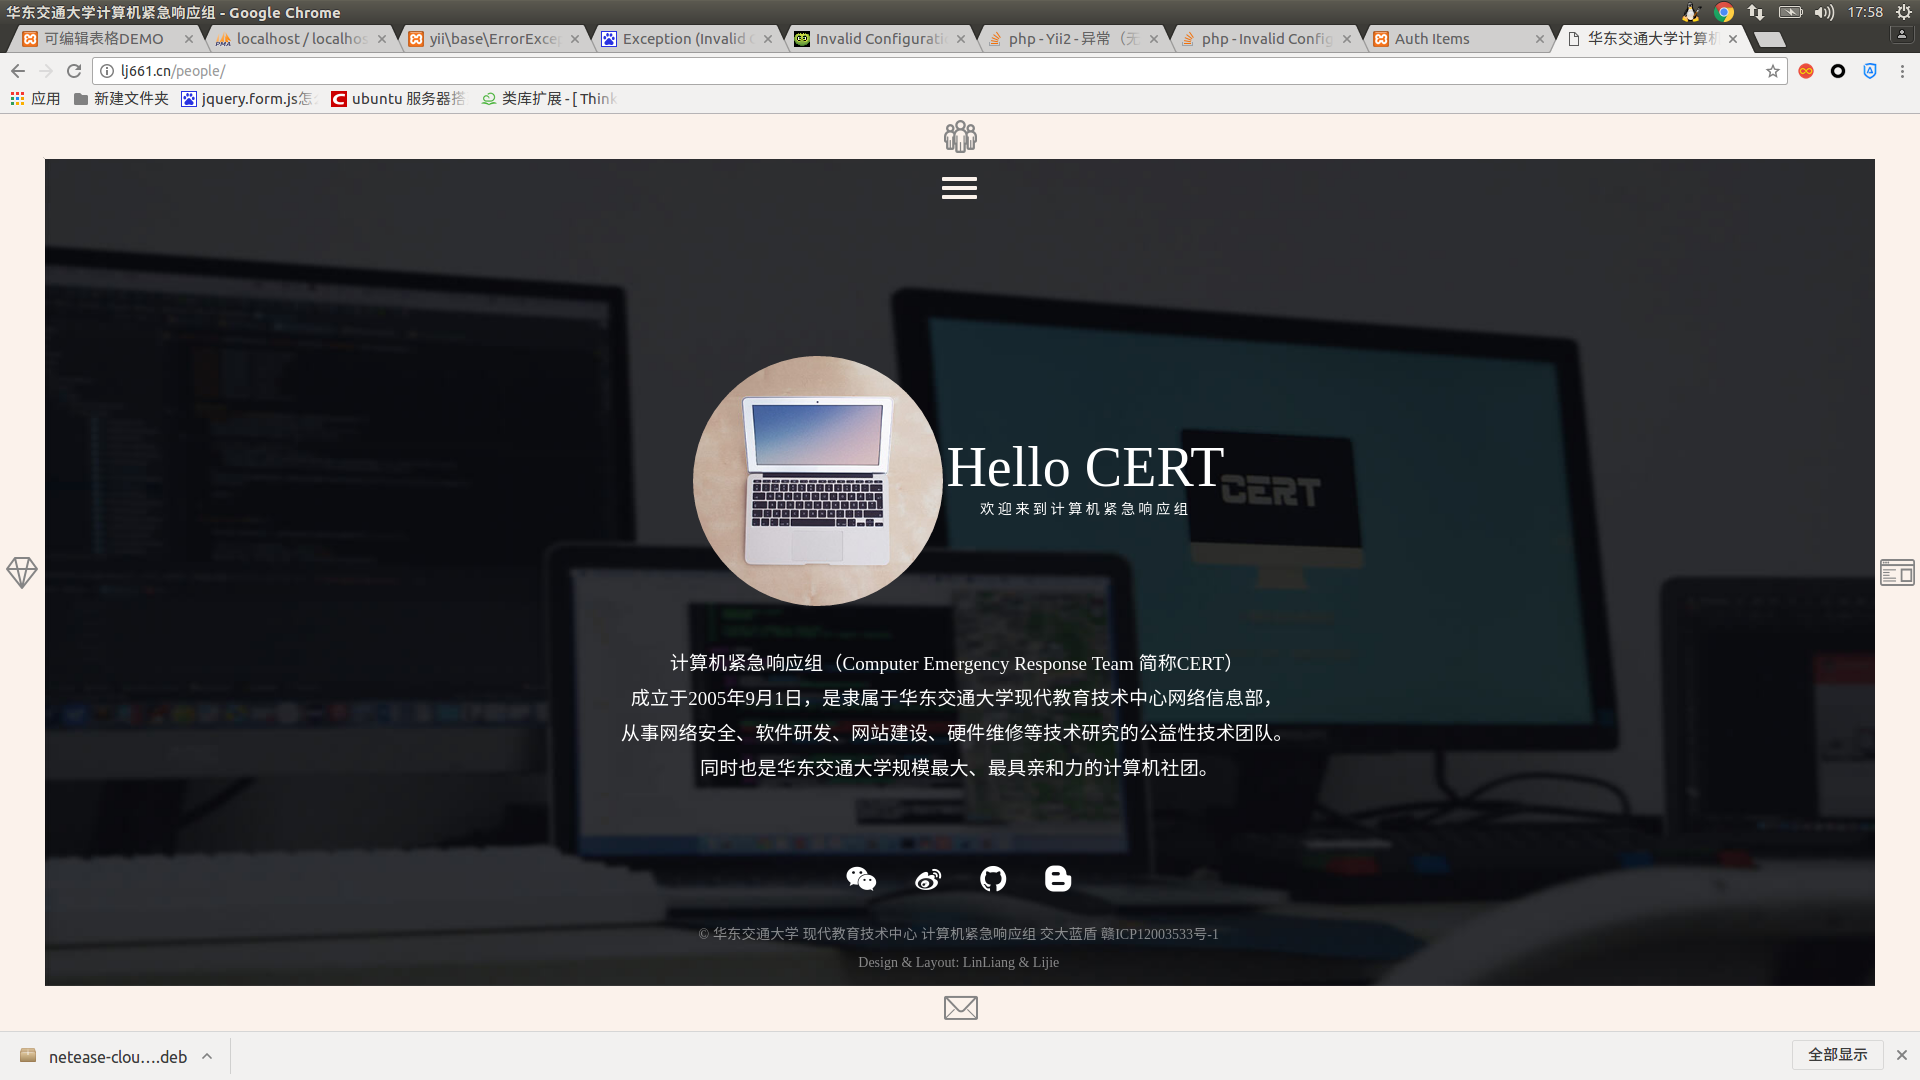 华东交通大学计算机紧急响应组 - Google Chrome
17:58
可编辑表格DEMO
localhost / localhos
yii\base\ErrorExcep
Exception (Invalid C
Invalid Configuratio
php - Yii2 - 异常（无
php - Invalid Config
Auth Items
华东交通大学计算机
lj661.cn/people/
应用
新建文件夹
jquery.form.js怎
ubuntu 服务器搭
类库扩展 - [ Think
CERT
Hello CERT
欢迎来到计算机紧急响应组
计算机紧急响应组（Computer Emergency Response Team 简称CERT）
成立于2005年9月1日，是隶属于华东交通大学现代教育技术中心网络信息部，
从事网络安全、软件研发、网站建设、硬件维修等技术研究的公益性技术团队。
同时也是华东交通大学规模最大、最具亲和力的计算机社团。
© 华东交通大学 现代教育技术中心 计算机紧急响应组 交大蓝盾 赣ICP12003533号-1
Design & Layout: LinLiang & Lijie
netease-clou....deb
全部显示